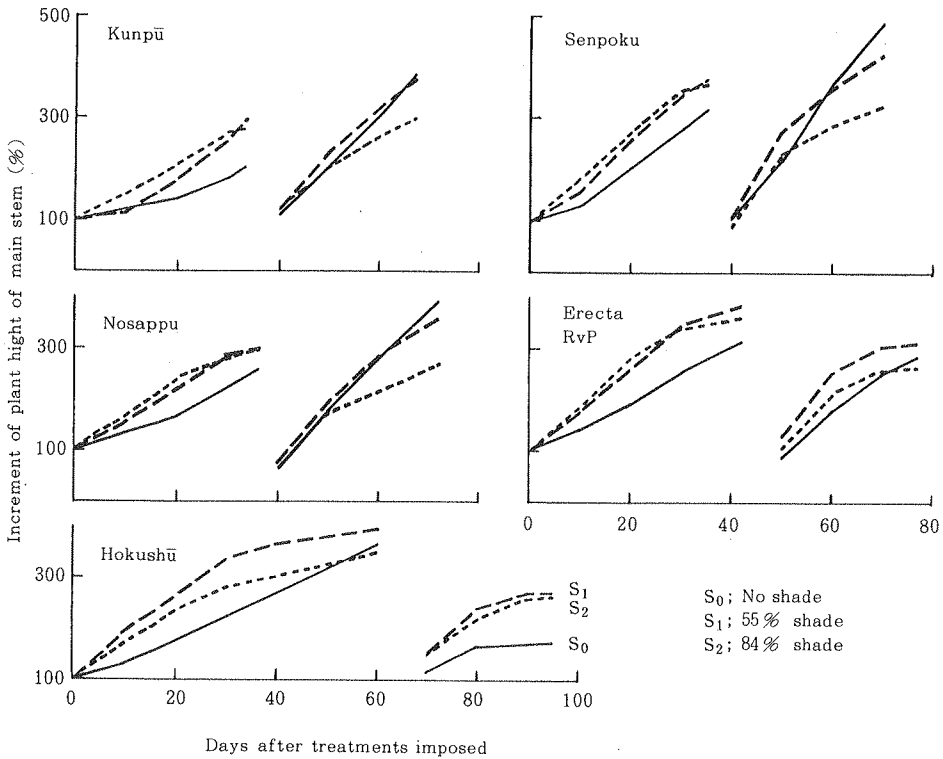 500
300
100
Kunpū
Senpoku
300
100
Nosappu
Erecta
RvP
0 20 40 60 80
300
100
Hokushū
S1
S2
S0
S0; No shade
S1; 55% shade
S2; 84% shade
0 20 40 60 80 100
Days after treatments imposed
Increment of plant hight of main stem (%)